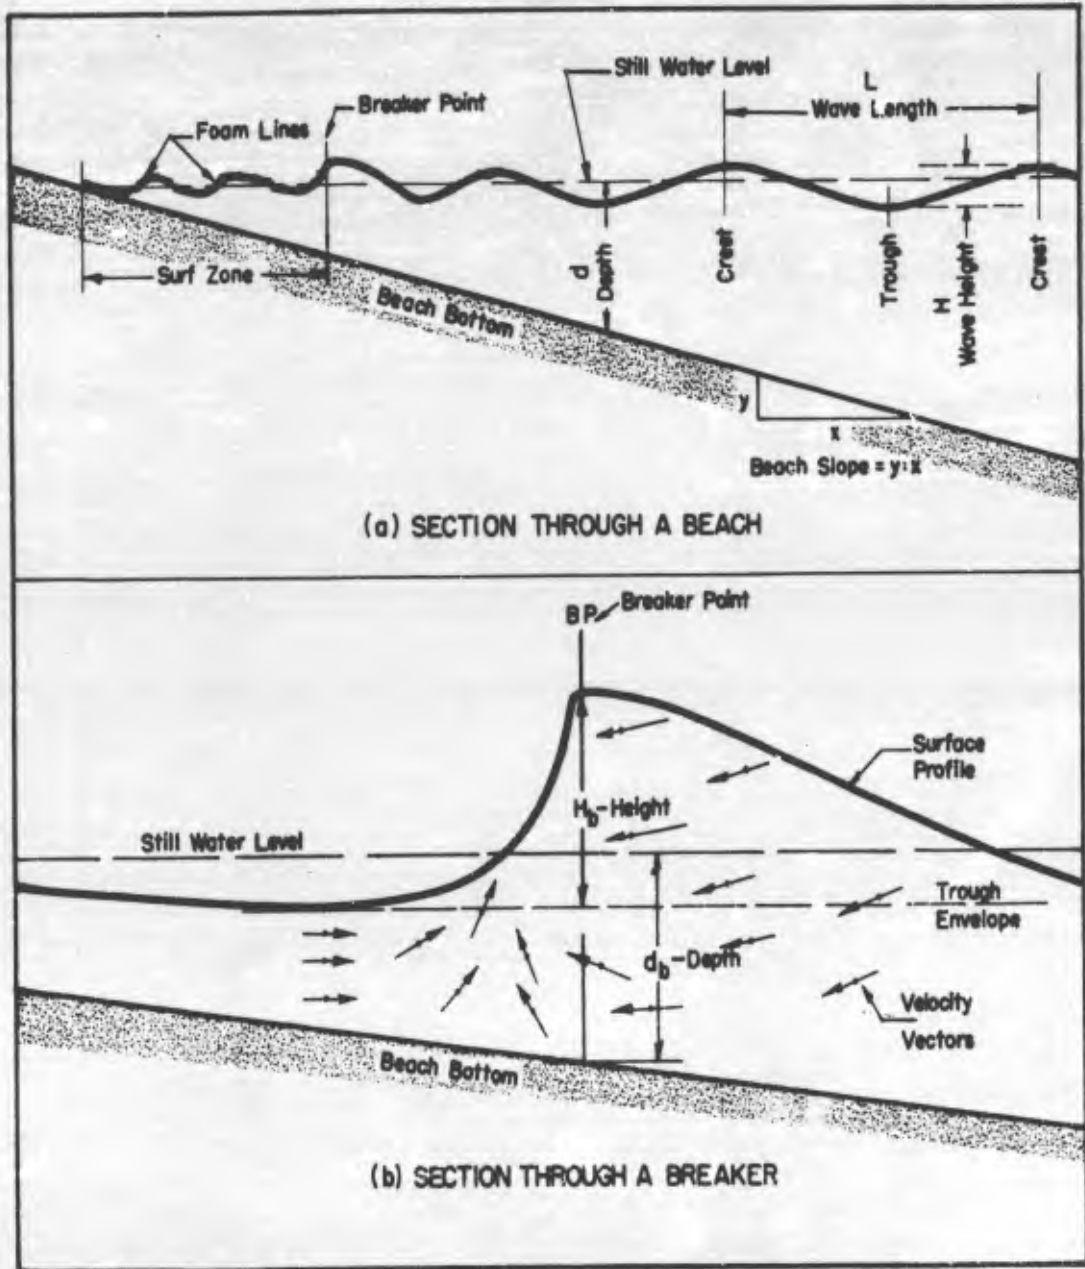 Still Water Level
L
Wave Length
Breaker Point
Foam Lines
Surf Zone
Beach Bottom
d
Depth
Crest
Trough
H
Wave Height
Crest
y
x
Beach Slope = y:x
(a) SECTION THROUGH A BEACH
BP
Breaker Point
Surface
Profile
H_b-Height
Still Water Level
Trough
Envelope
d_b-Depth
Velocity
Vectors
Beach Bottom
(b) SECTION THROUGH A BREAKER